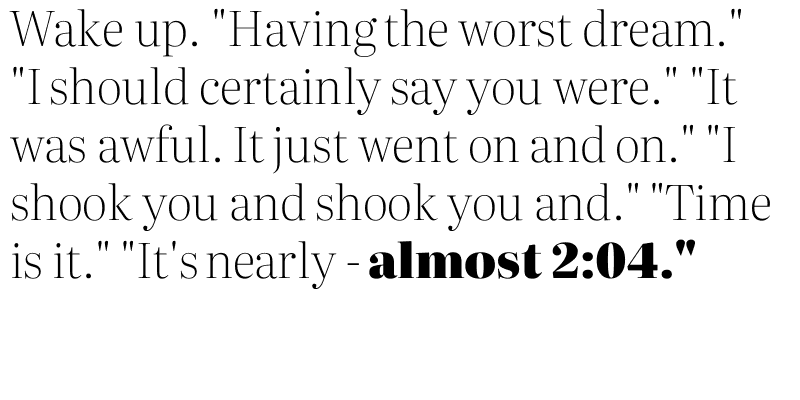 Wake up. "Having the worst dream."
"I should certainly say you were." "It
was awful. It just went on and on." "I
shook you and shook you and." "Time
is it." "It's nearly - almost 2:04."